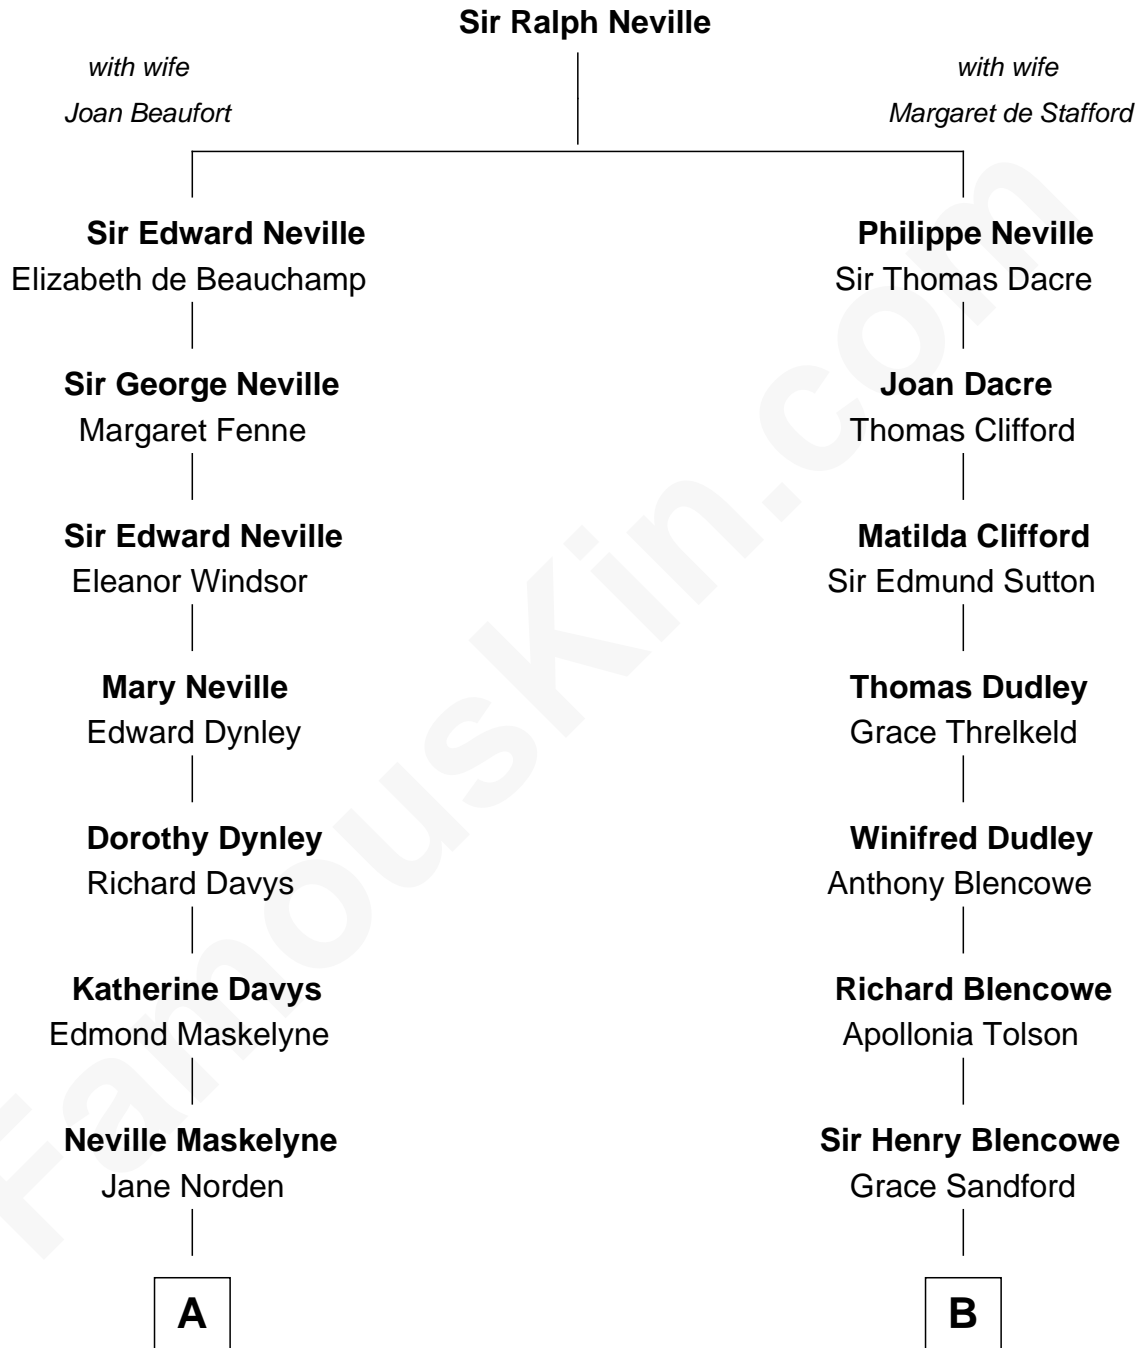 Sir Ralph Neville
with wife
Joan Beaufort
with wife
Margaret de Stafford
Sir Edward Neville
Elizabeth de Beauchamp
Philippe Neville
Sir Thomas Dacre
Sir George Neville
Margaret Fenne
Joan Dacre
Thomas Clifford
Sir Edward Neville
Eleanor Windsor
Matilda Clifford
Sir Edmund Sutton
Mary Neville
Edward Dynley
Thomas Dudley
Grace Threlkeld
Dorothy Dynley
Richard Davys
Winifred Dudley
Anthony Blencowe
Katherine Davys
Edmond Maskelyne
Richard Blencowe
Apollonia Tolson
Neville Maskelyne
Jane Norden
Sir Henry Blencowe
Grace Sandford
A
B
FamousKin.com